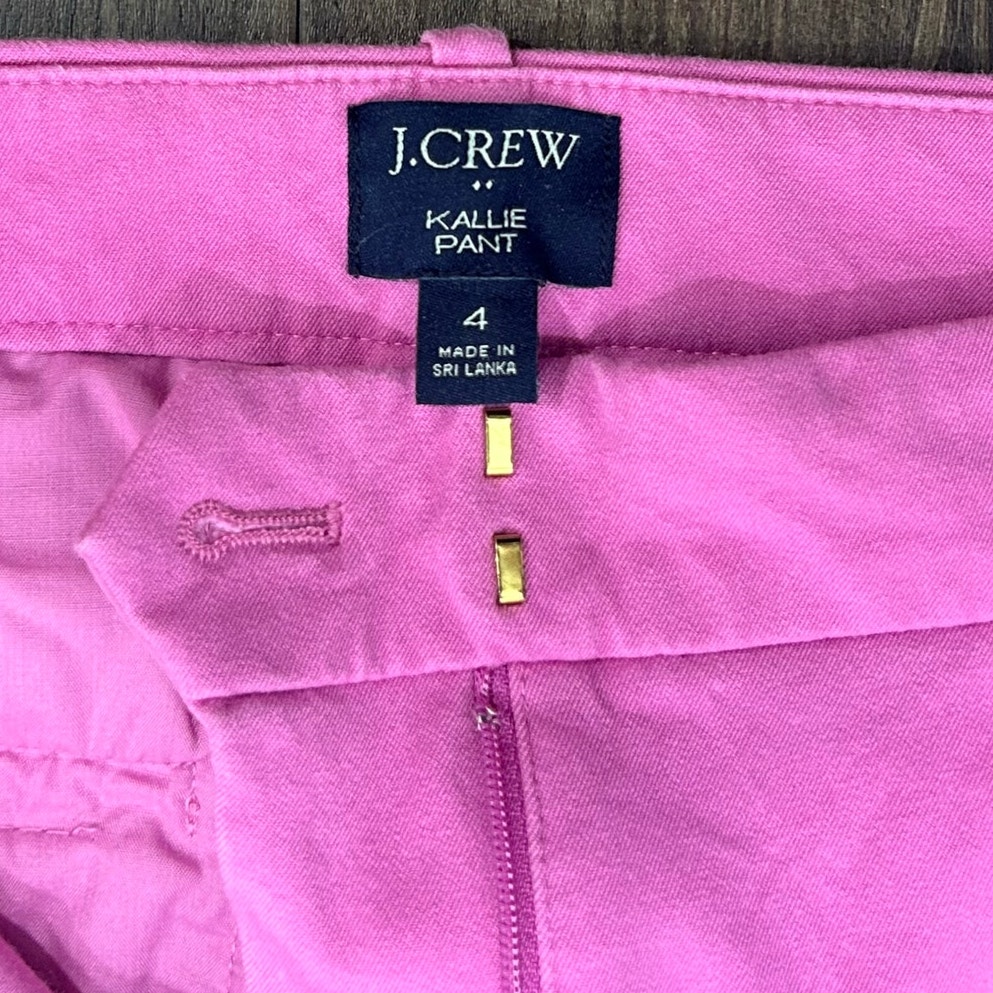 J.CREW
KALLIE
PANT
4
MADE IN
SRI LANKA